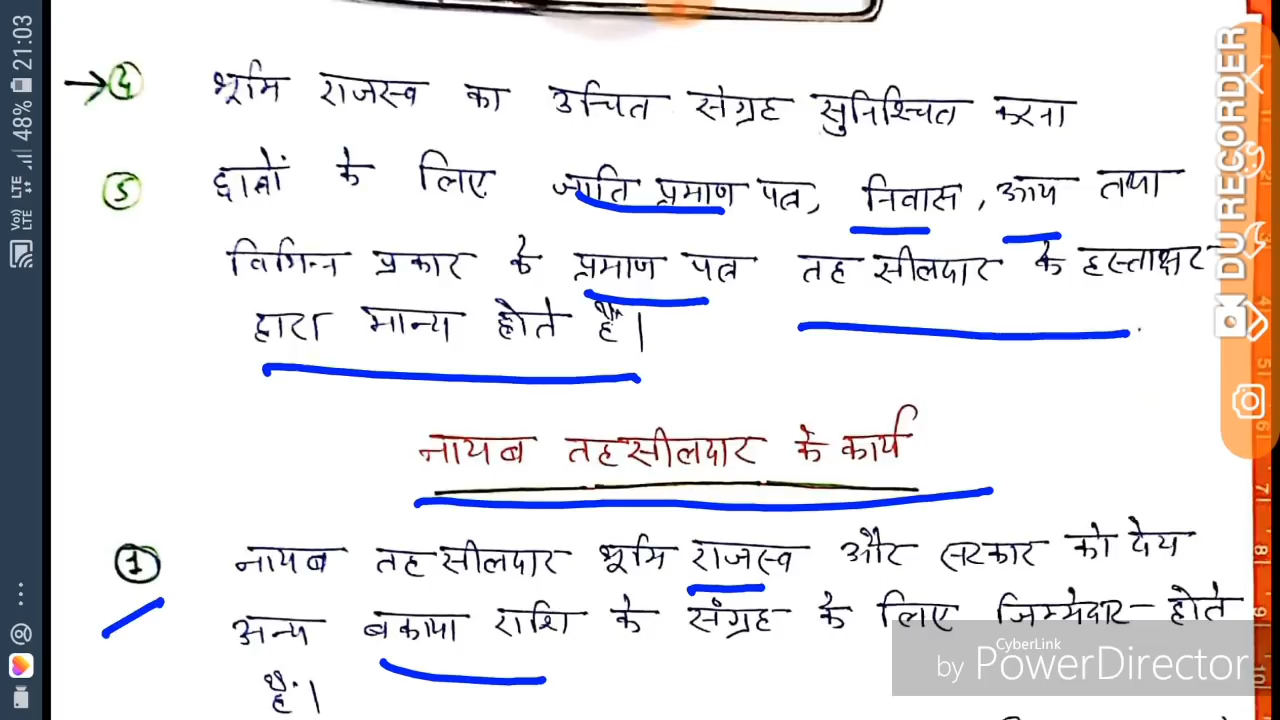 21:03
48%
Vo)) LTE LTE
④ भूमि राजस्व का उचित संग्रह सुनिश्चित करना
⑤ छात्रों के लिए जाति प्रमाण पत्र, निवास, आय तथा
विभिन्न प्रकार के प्रमाण पत्र तहसीलदार के हस्ताक्षर
द्वारा मान्य होते हैं।
नायब तहसीलदार के कार्य
① नायब तहसीलदार भूमि राजस्व और सरकार को देय
अन्य बकाया राशि के संग्रह के लिए जिम्मेदार होते
हैं।
DU RECORDER
CyberLink
by PowerDirector